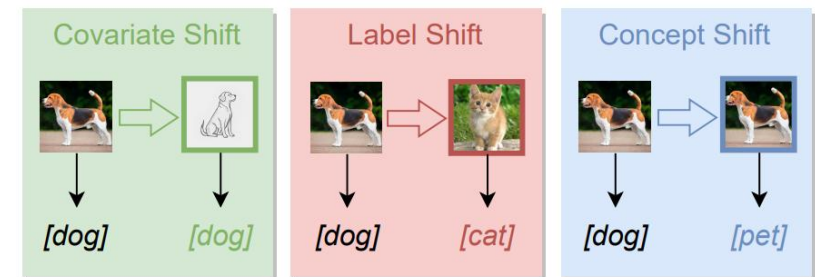 Covariate Shift
[dog] [dog]
Label Shift
[dog] [cat]
Concept Shift
[dog] [pet]